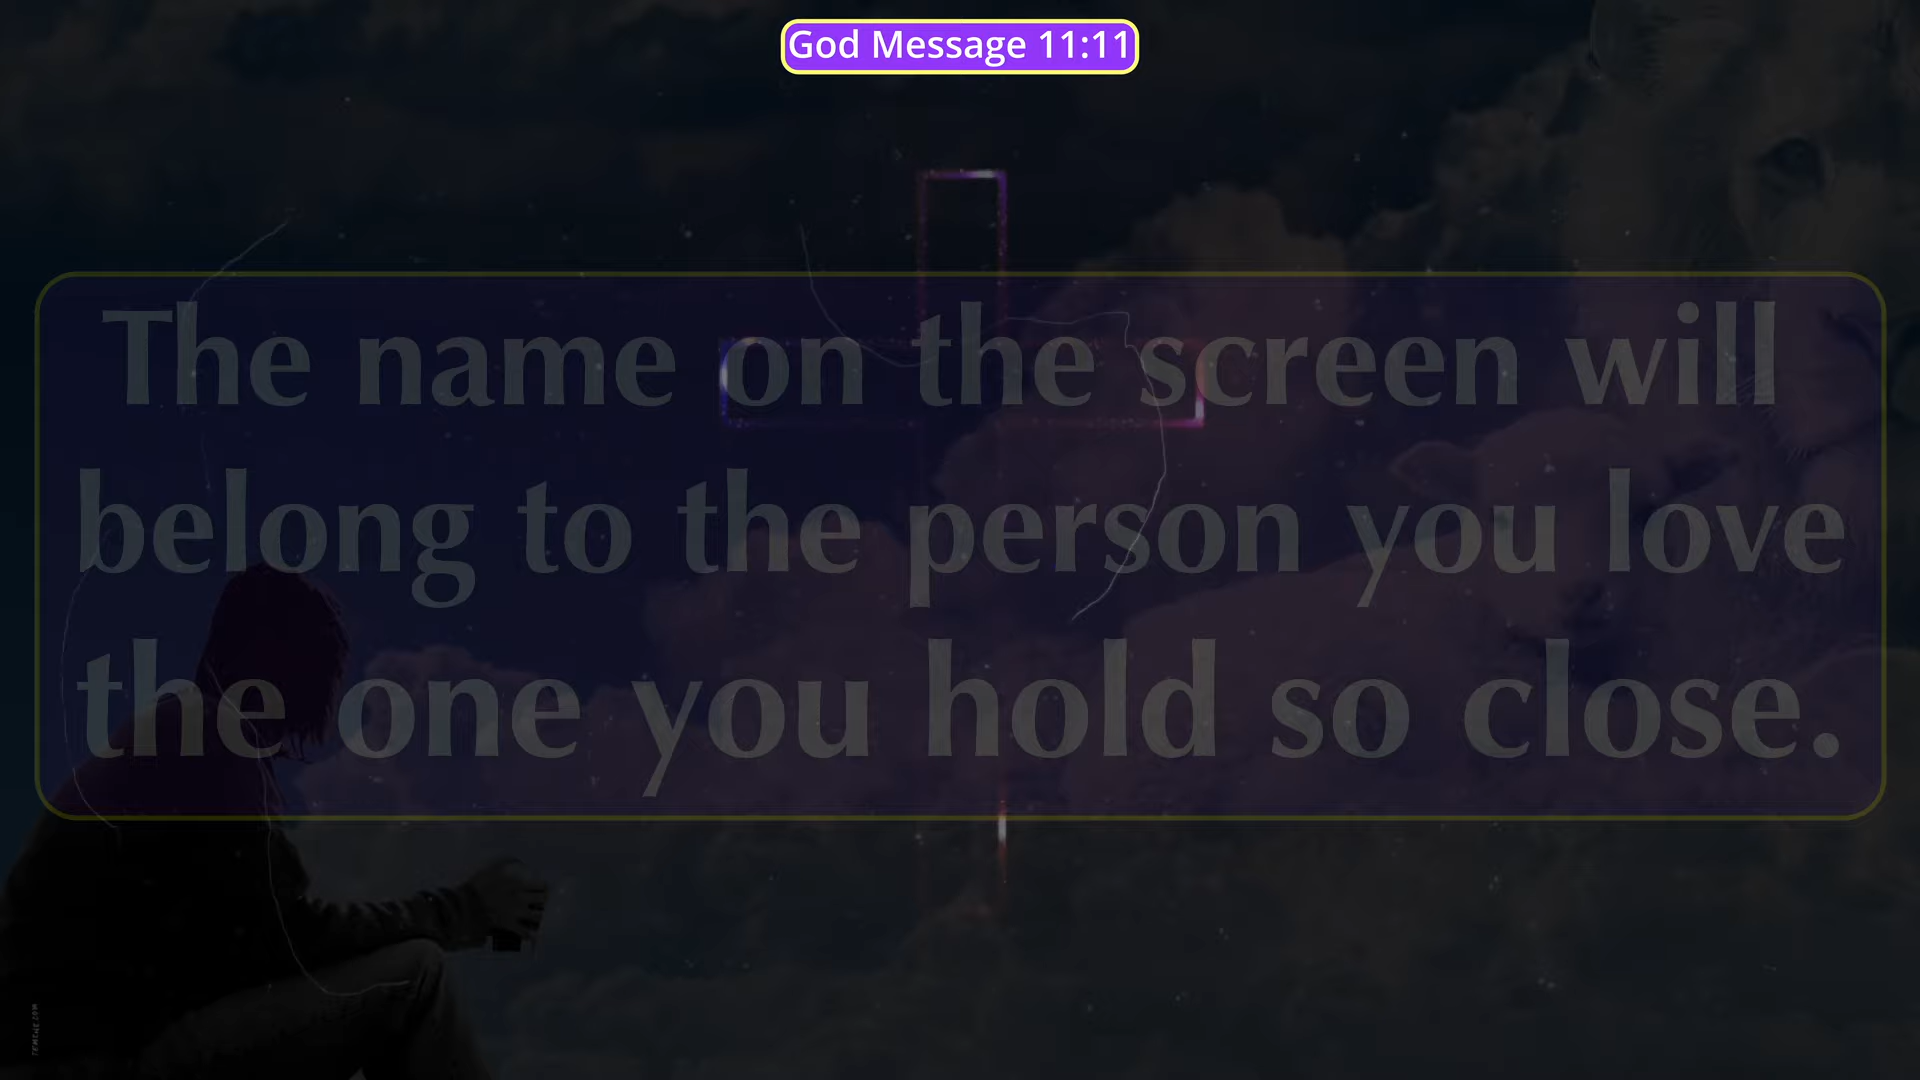 God Message 11:11
The name on the screen will
belong to the person you love
the one you hold so close.